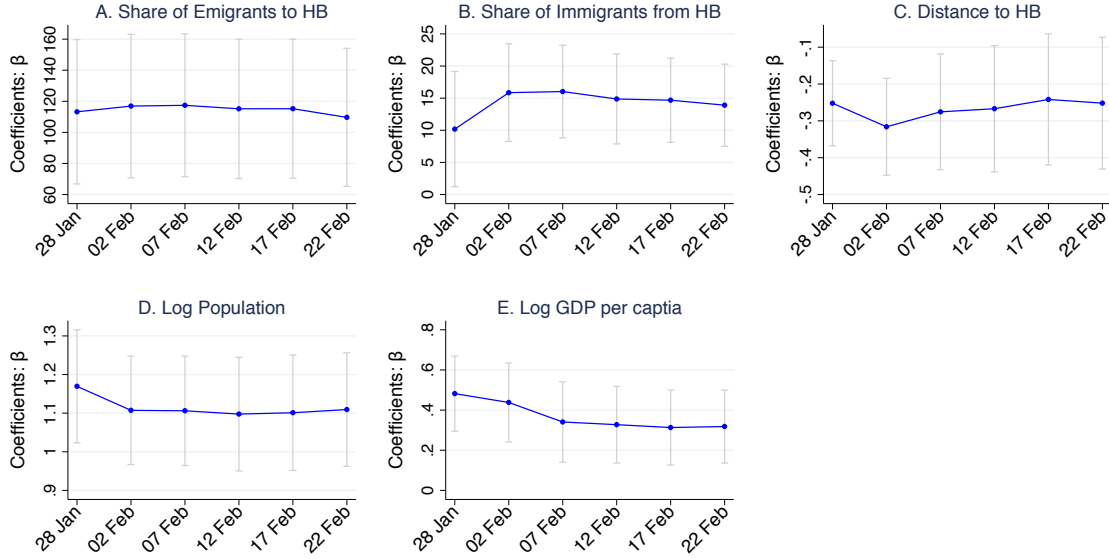 A. Share of Emigrants to HB
Coefficients: β
60 80 100 120 140 160
28 Jan 02 Feb 07 Feb 12 Feb 17 Feb 22 Feb
B. Share of Immigrants from HB
Coefficients: β
0 5 10 15 20 25
28 Jan 02 Feb 07 Feb 12 Feb 17 Feb 22 Feb
C. Distance to HB
Coefficients: β
-.5 -.4 -.3 -.2 -.1
28 Jan 02 Feb 07 Feb 12 Feb 17 Feb 22 Feb
D. Log Population
Coefficients: β
.9 1 1.1 1.2 1.3
28 Jan 02 Feb 07 Feb 12 Feb 17 Feb 22 Feb
E. Log GDP per captia
Coefficients: β
0 .2 .4 .6 .8
28 Jan 02 Feb 07 Feb 12 Feb 17 Feb 22 Feb